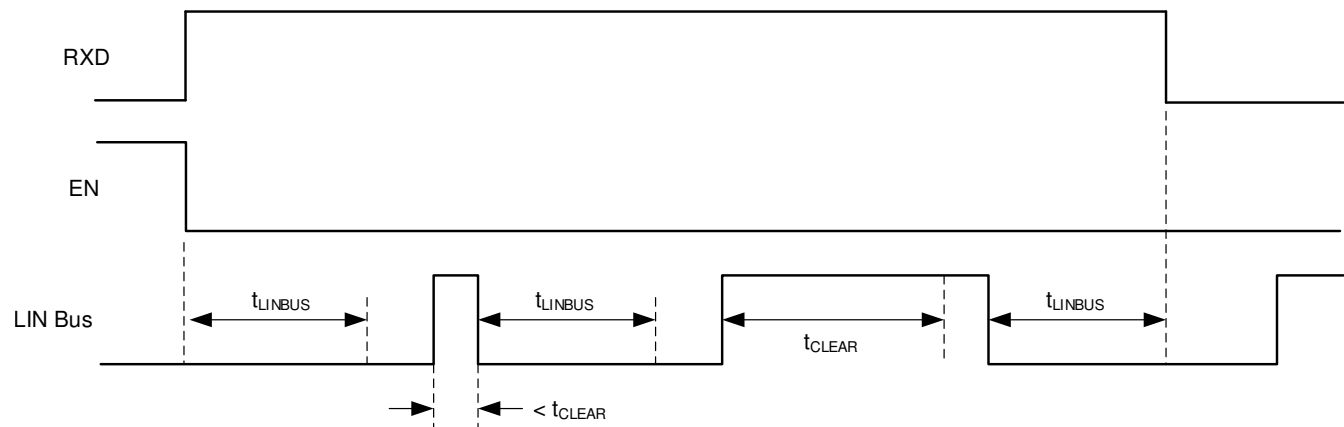 RXD
EN
LIN Bus
tLINBUS
tLINBUS
tCLEAR
tLINBUS
< tCLEAR